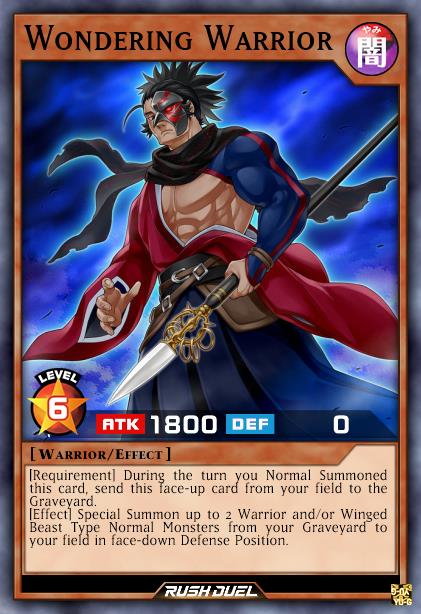 WONDERING WARRIOR
やみ
闇
LEVEL
6
ATK 1800 DEF 0
[WARRIOR/EFFECT]
[Requirement] During the turn you Normal Summoned
this card, send this face-up card from your field to the
Graveyard.
[Effect] Special Summon up to 2 Warrior and/or Winged
Beast Type Normal Monsters from your Graveyard to
your field in face-down Defense Position.
RUSH DUEL